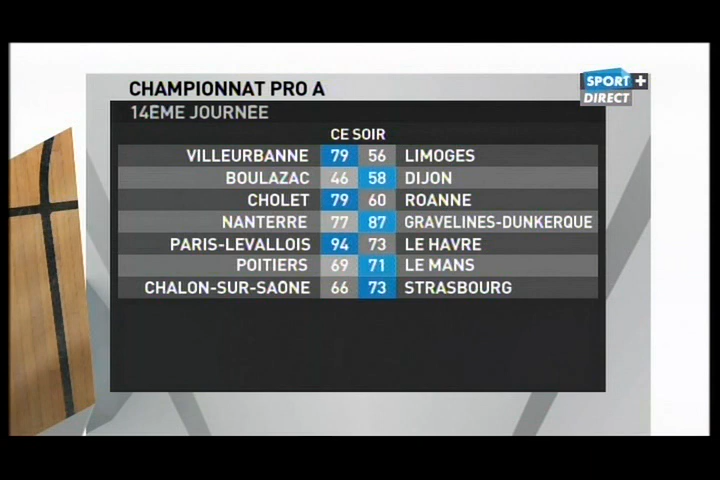 CHAMPIONNAT PRO A
SPORT +
DIRECT
14EME JOURNEE
CE SOIR
VILLEURBANNE 79 56 LIMOGES
BOULAZAC 46 58 DIJON
CHOLET 79 60 ROANNE
NANTERRE 77 87 GRAVELINES-DUNKERQUE
PARIS-LEVALLOIS 94 73 LE HAVRE
POITIERS 69 71 LE MANS
CHALON-SUR-SAONE 66 73 STRASBOURG